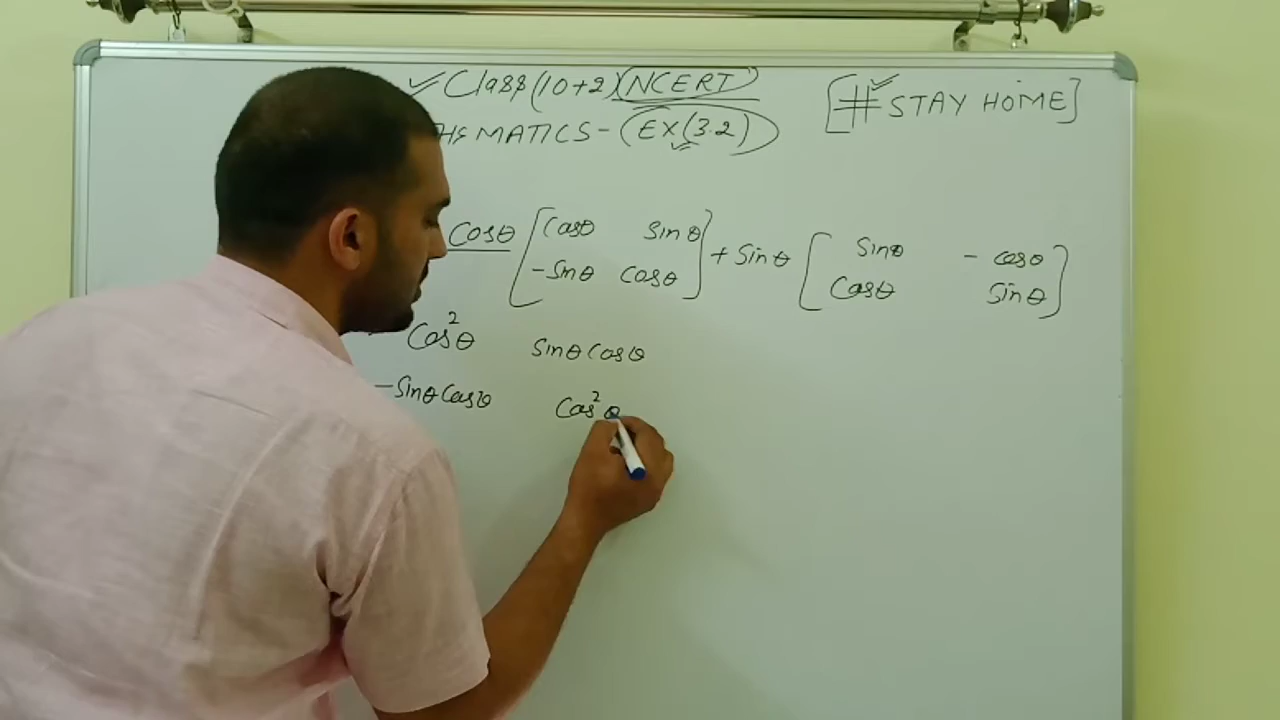 ✓ Class (10+2) (NCERT) [# STAY HOME]
HEMATICS - (EX (3.2))
Cosθ [Cosθ Sinθ] + Sinθ [Sinθ - Cosθ]
[-Sinθ Cosθ] [Cosθ Sinθ]
Cos²θ Sinθ Cosθ
-Sinθ Cosθ Cos²θ